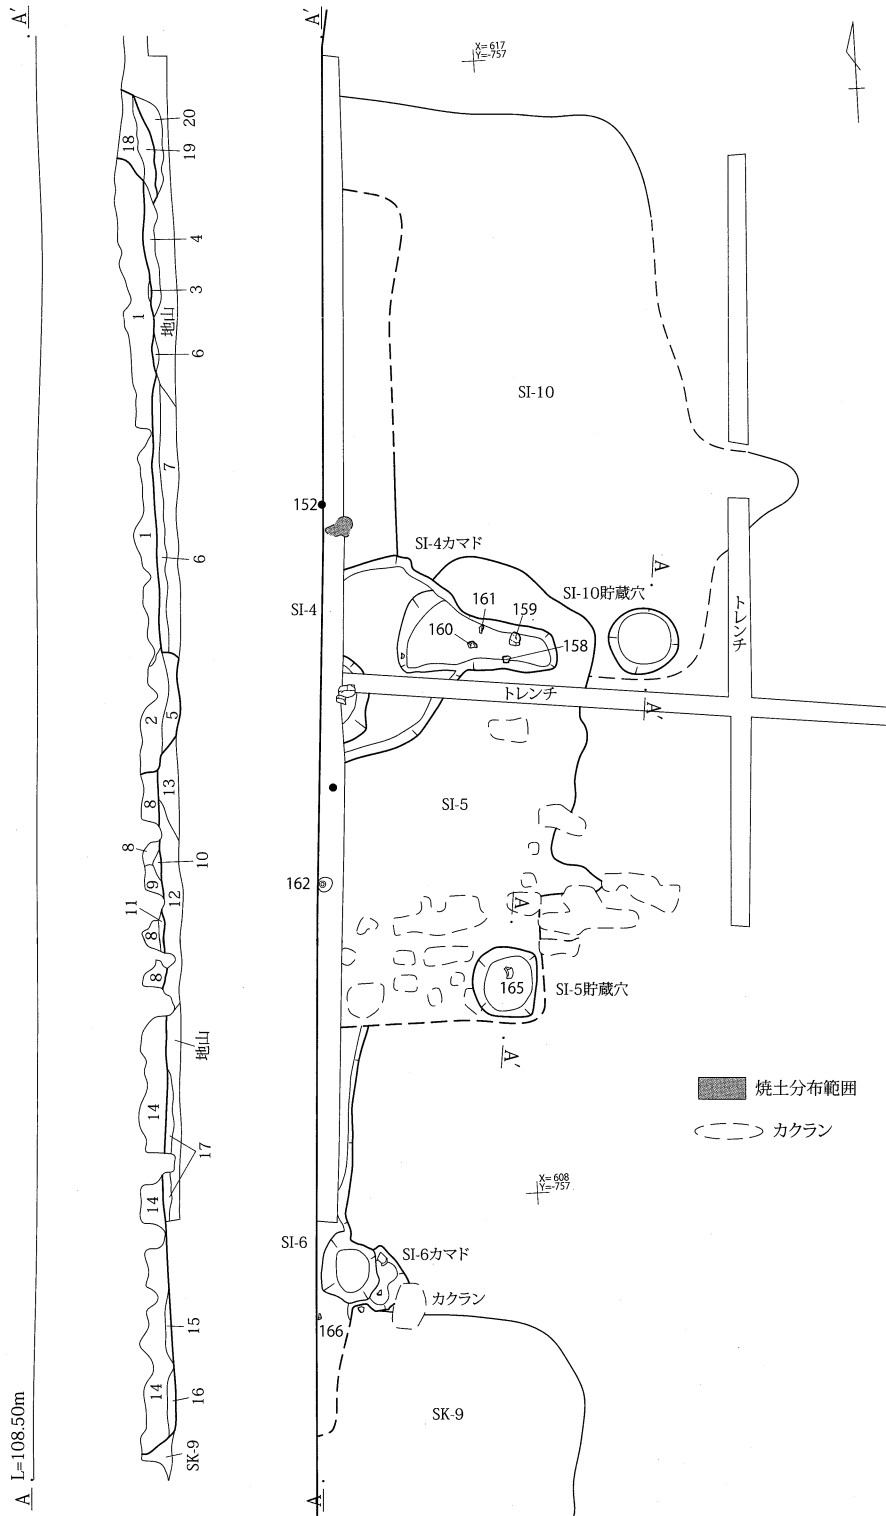 A'
A'
X= 617
Y=-757
20
18
19
4
3
1
地山
6
SI-10
7
152
1
6
SI-4カマド
A
SI-10貯蔵穴
SI-4
161
159
160
158
トレンチ
トレンチ
A'
2
5
SI-5
13
8
8
10
162
9
12
11
A
8
8
165
SI-5貯蔵穴
地山
A'
焼土分布範囲
カクラン
14
17
X= 608
Y=-757
14
SI-6
SI-6カマド
カクラン
15
166
14
16
SK-9
SK-9
L=108.50m
A
A